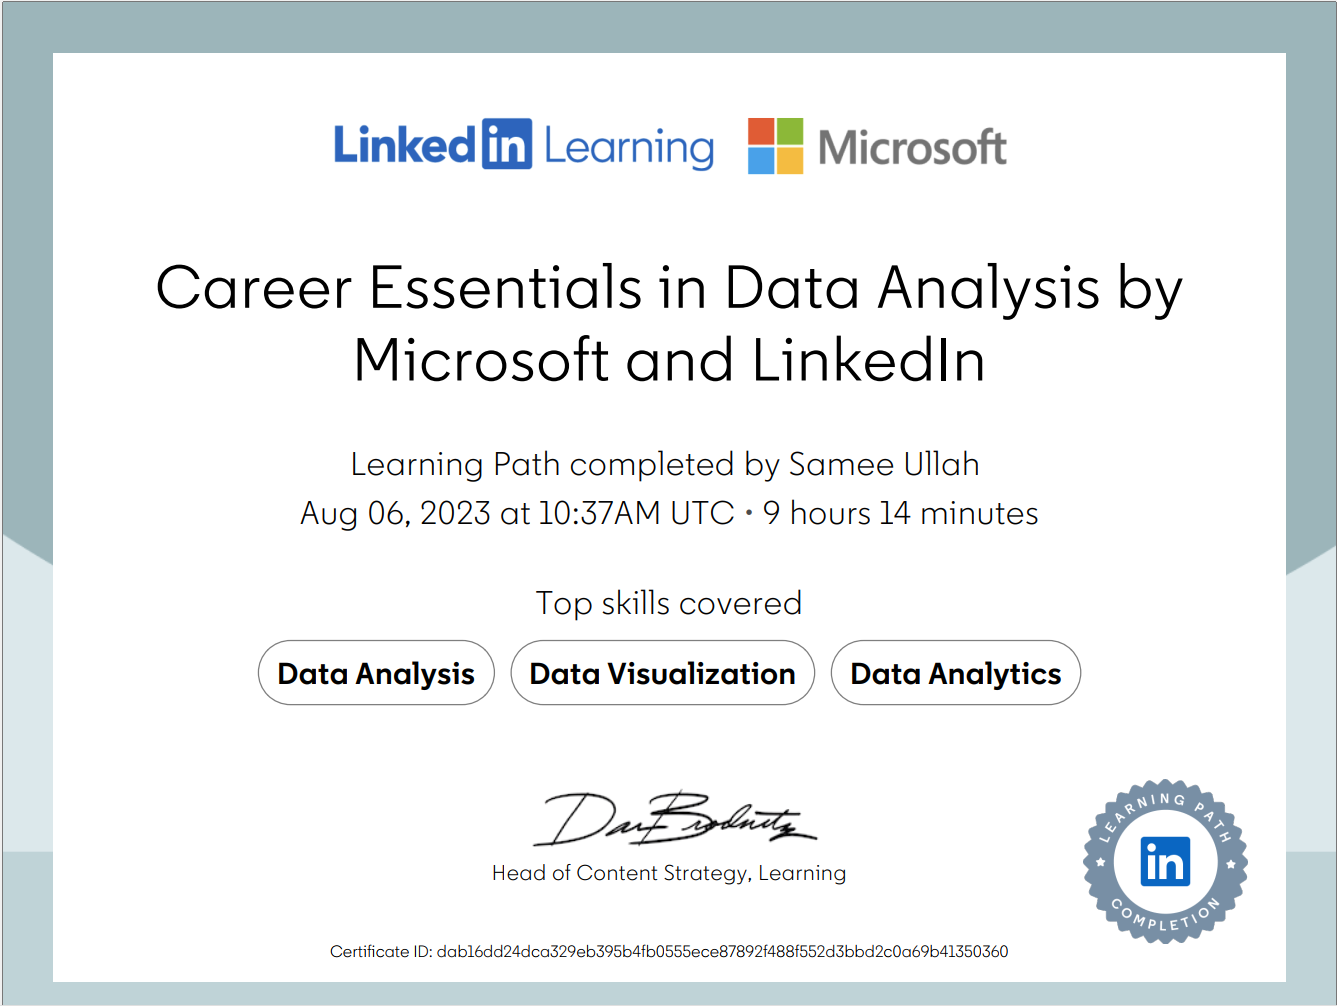 LinkedIn Learning Microsoft
Career Essentials in Data Analysis by
Microsoft and LinkedIn
Learning Path completed by Samee Ullah
Aug 06, 2023 at 10:37AM UTC • 9 hours 14 minutes
Top skills covered
Data Analysis Data Visualization Data Analytics
Dan Brodnitz
Head of Content Strategy, Learning
LEARNING PATH
in
COMPLETION
Certificate ID: dab16dd24dca329eb395b4fb0555ece87892f488f552d3bbd2c0a69b41350360